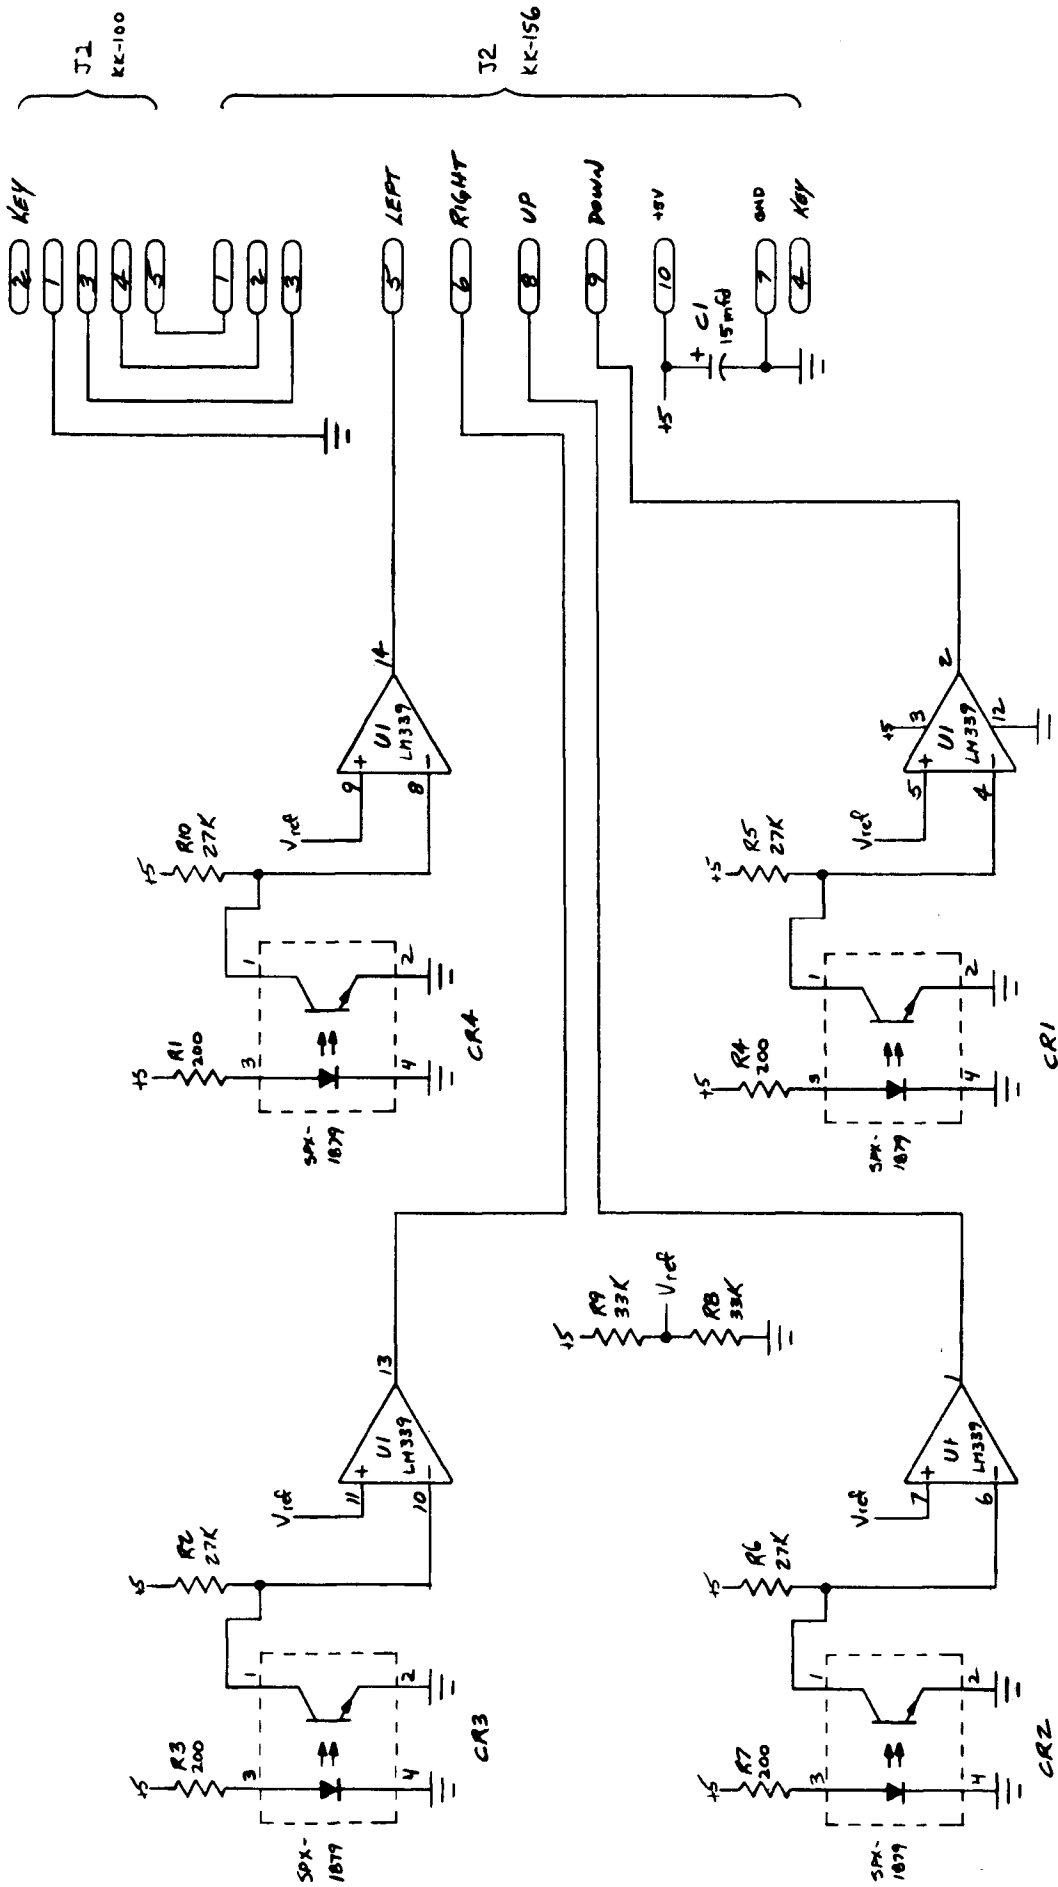 J1
KK-100
J2
KK-156
2 KEY
1
3
4
5
1
2
3
5 LEFT
6 RIGHT
8 UP
9 DOWN
10 +5V
7 GND
4 KEY
+5
+ C1
15mfd
+5
R10
27K
Vref
9
8
+
-
U1
LM339
14
+5
R1
200
3
4
1
2
SPX-
1879
CR4
+5
R5
27K
Vref
5
4
+
-
U1
LM339
+5
3
12
2
+5
R4
200
3
4
1
2
SPX-
1879
CR1
+5
R2
27K
Vref
11
10
+
-
U1
LM339
13
+5
R3
200
3
4
1
2
SPX-
1879
CR3
+5
R9
33K
Vref
R8
33K
+5
R6
27K
Vref
7
6
+
-
U1
LM339
1
+5
R7
200
3
4
1
2
SPX-
1879
CR2